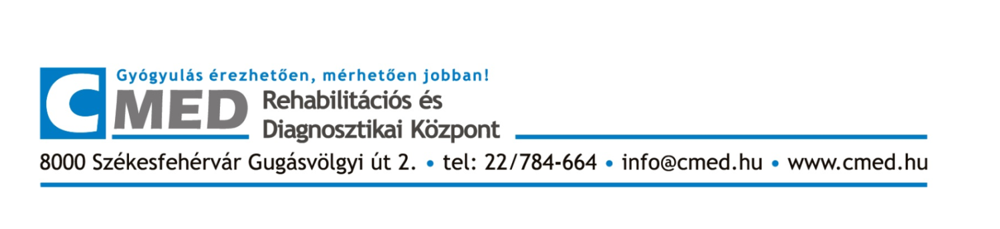 Gyógyulás érezhetően, mérhetően jobban!
CMED
Rehabilitációs és
Diagnosztikai Központ
8000 Székesfehérvár Gugásvölgyi út 2. • tel: 22/784-664 • info@cmed.hu • www.cmed.hu